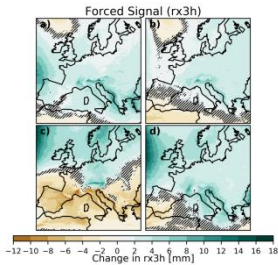 Forced Signal (rx3h)
a) b)
c) d)
−12 −10 −8 −6 −4 −2 0 2 4 6 8 10 12 14 16 18
Change in rx3h [mm]